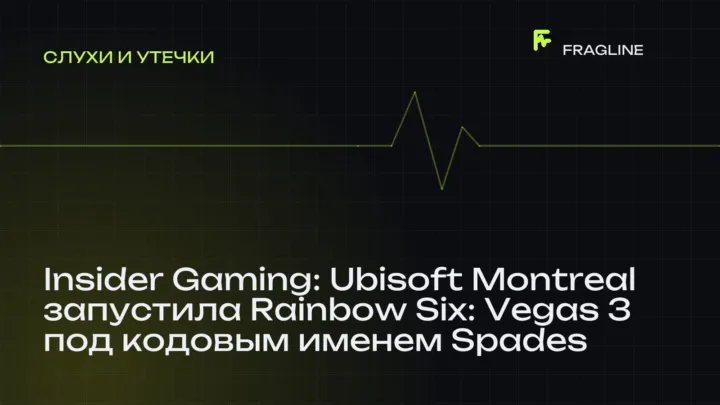 СЛУХИ И УТЕЧКИ
FRAGLINE
Insider Gaming: Ubisoft Montreal
запустила Rainbow Six: Vegas 3
под кодовым именем Spades